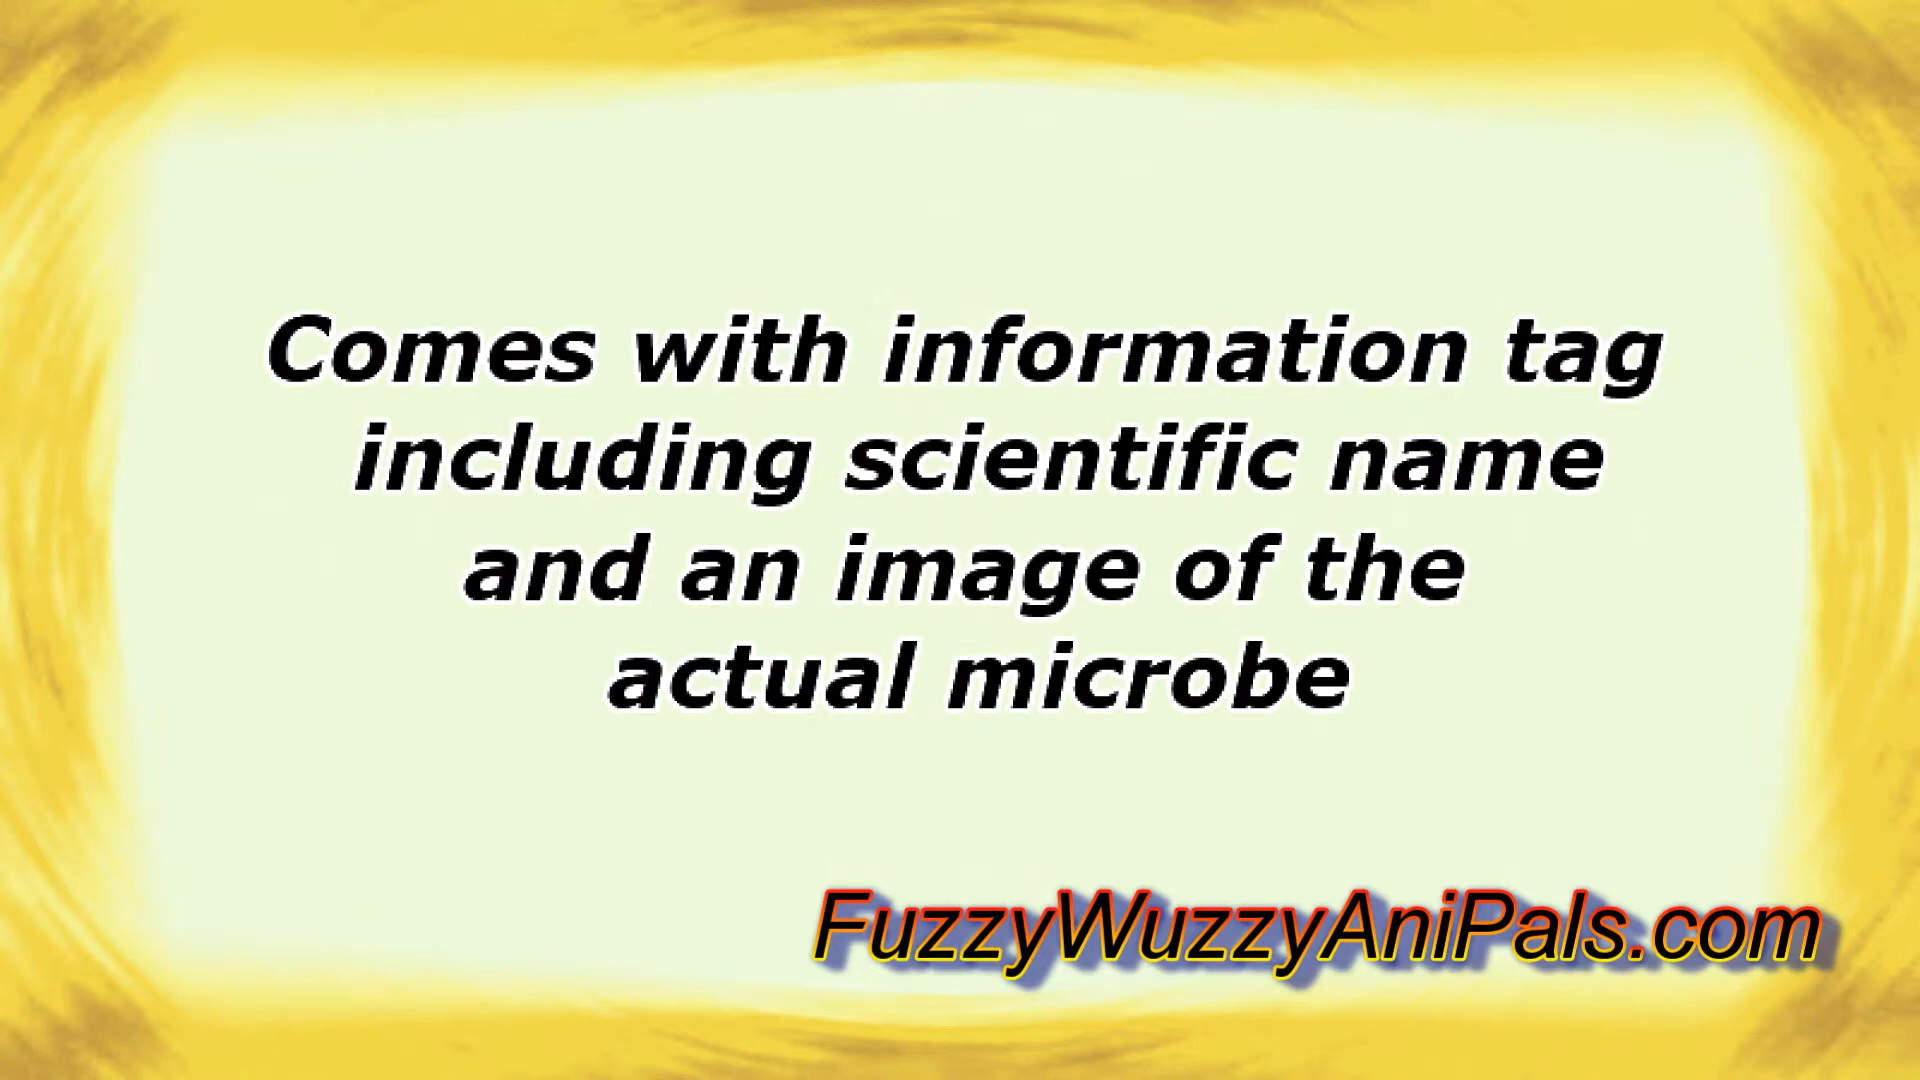 Comes with information tag
including scientific name
and an image of the
actual microbe
FuzzyWuzzyAniPals.com